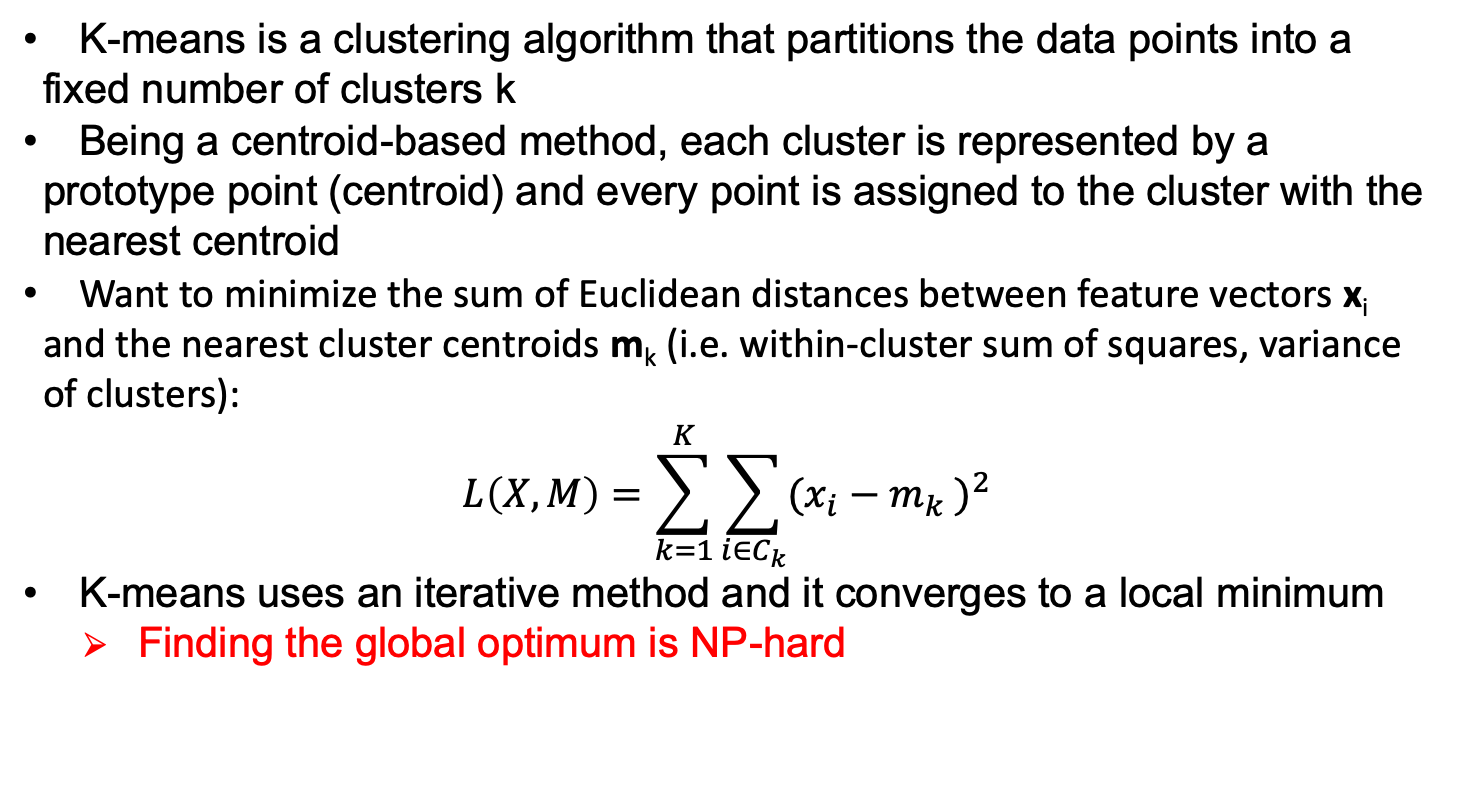 • K-means is a clustering algorithm that partitions the data points into a
fixed number of clusters k
• Being a centroid-based method, each cluster is represented by a
prototype point (centroid) and every point is assigned to the cluster with the
nearest centroid
• Want to minimize the sum of Euclidean distances between feature vectors xᵢ
and the nearest cluster centroids mₖ (i.e. within-cluster sum of squares, variance
of clusters):
L(X, M) = ∑_{k=1}^{K} ∑_{i∈Cₖ} (xᵢ − mₖ)²
• K-means uses an iterative method and it converges to a local minimum
➢ Finding the global optimum is NP-hard